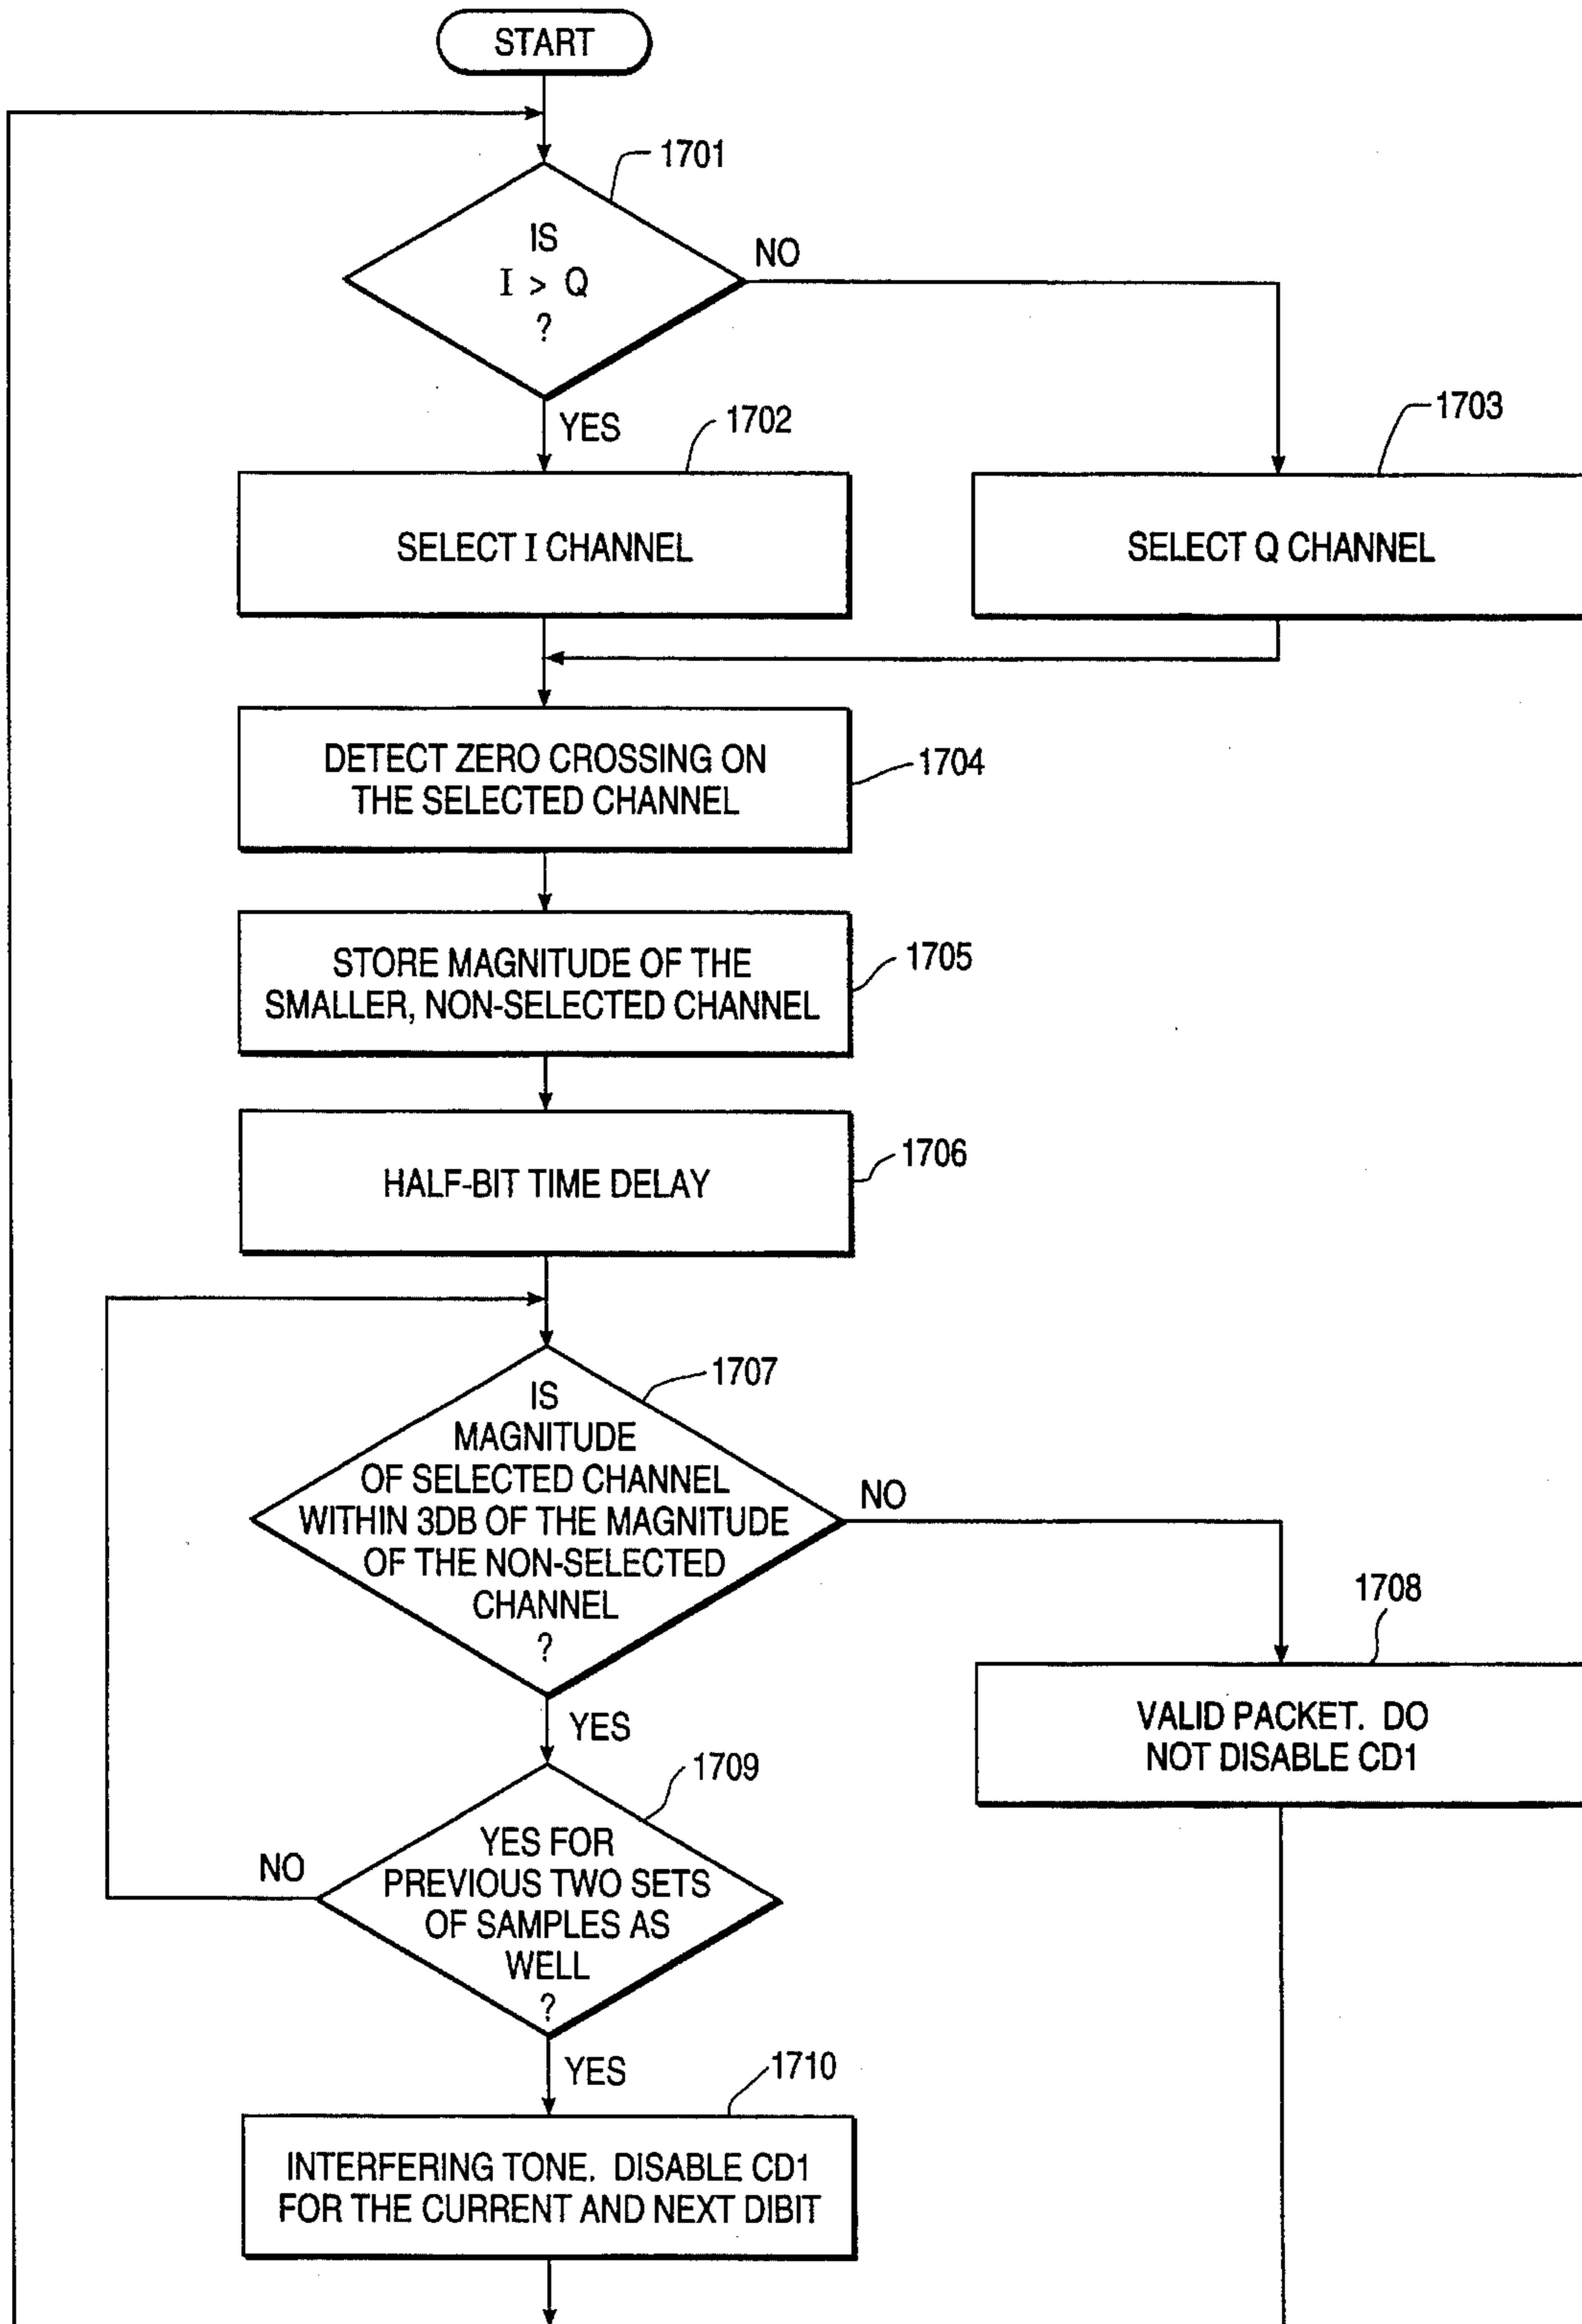 START
1701
IS
I > Q
?
NO
YES
1702
1703
SELECT I CHANNEL
SELECT Q CHANNEL
DETECT ZERO CROSSING ON
THE SELECTED CHANNEL
1704
STORE MAGNITUDE OF THE
SMALLER, NON-SELECTED CHANNEL
1705
HALF-BIT TIME DELAY
1706
1707
IS
MAGNITUDE
OF SELECTED CHANNEL
WITHIN 3DB OF THE MAGNITUDE
OF THE NON-SELECTED
CHANNEL
?
NO
1708
VALID PACKET. DO
NOT DISABLE CD1
YES
1709
YES FOR
PREVIOUS TWO SETS
OF SAMPLES AS
WELL
?
NO
YES
1710
INTERFERING TONE. DISABLE CD1
FOR THE CURRENT AND NEXT DIBIT